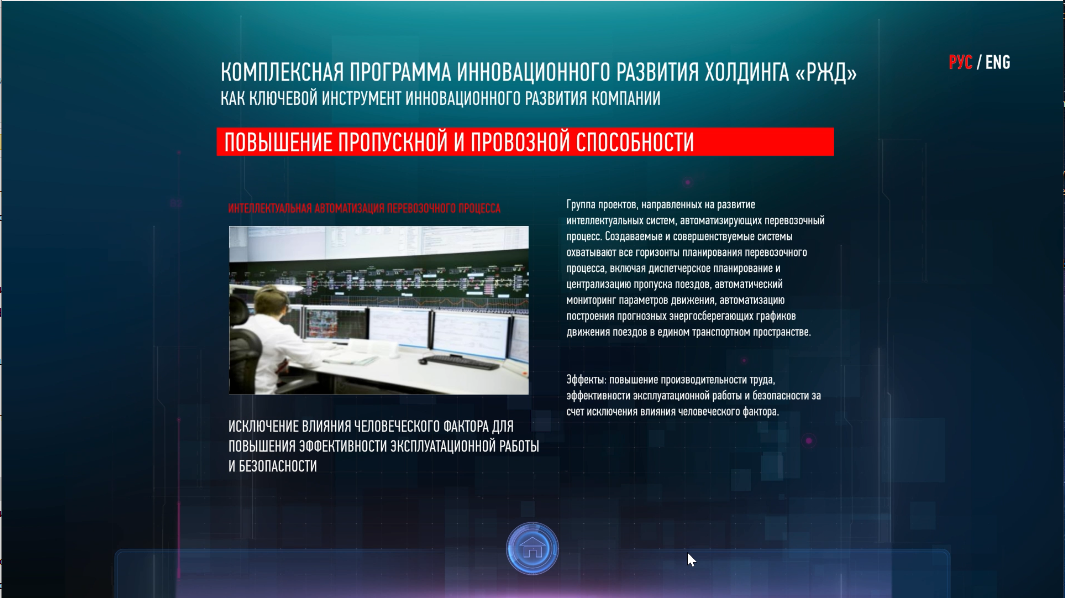 КОМПЛЕКСНАЯ ПРОГРАММА ИННОВАЦИОННОГО РАЗВИТИЯ ХОЛДИНГА «РЖД»
КАК КЛЮЧЕВОЙ ИНСТРУМЕНТ ИННОВАЦИОННОГО РАЗВИТИЯ КОМПАНИИ
РУС / ENG
ПОВЫШЕНИЕ ПРОПУСКНОЙ И ПРОВОЗНОЙ СПОСОБНОСТИ
ИНТЕЛЛЕКТУАЛЬНАЯ АВТОМАТИЗАЦИЯ ПЕРЕВОЗОЧНОГО ПРОЦЕССА
ИСКЛЮЧЕНИЕ ВЛИЯНИЯ ЧЕЛОВЕЧЕСКОГО ФАКТОРА ДЛЯ
ПОВЫШЕНИЯ ЭФФЕКТИВНОСТИ ЭКСПЛУАТАЦИОННОЙ РАБОТЫ
И БЕЗОПАСНОСТИ
Группа проектов, направленных на развитие
интеллектуальных систем, автоматизирующих перевозочный
процесс. Создаваемые и совершенствуемые системы
охватывают все горизонты планирования перевозочного
процесса, включая диспетчерское планирование и
централизацию пропуска поездов, автоматический
мониторинг параметров движения, автоматизацию
построения прогнозных энергосберегающих графиков
движения поездов в едином транспортном пространстве.
Эффекты: повышение производительности труда,
эффективности эксплуатационной работы и безопасности за
счет исключения влияния человеческого фактора.